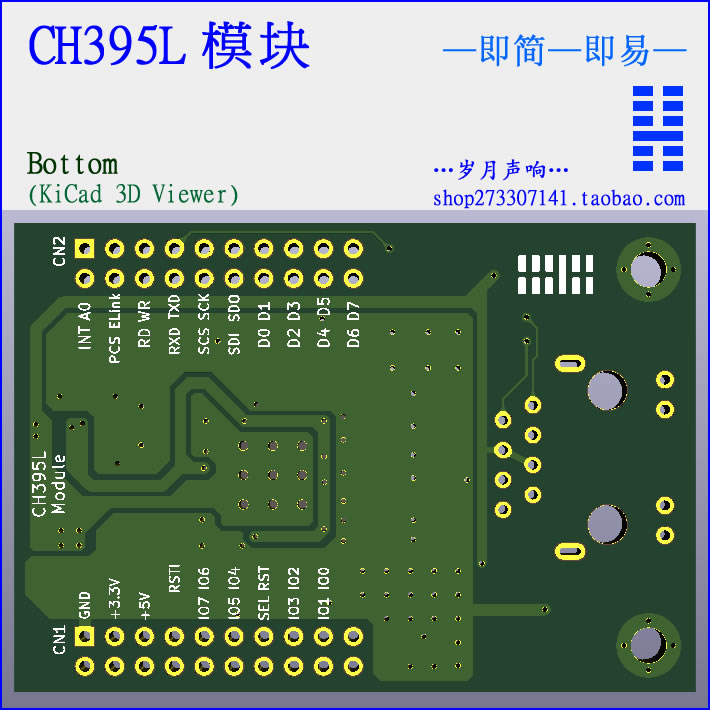 CH395L 模块
—即简—即易—
Bottom
(KiCad 3D Viewer)
…岁月声响…
shop273307141.taobao.com
CN2
INT A0
PCS ELink
RD WR
RXD TXD
SCS SCK
SDI SDO
D0 D1
D2 D3
D4 D5
D6 D7
CH395L
Module
CN1
GND
+3.3V
+5V
RSTI
IO7 IO6
IO5 IO4
SEL RST
IO3 IO2
IO1 IO0